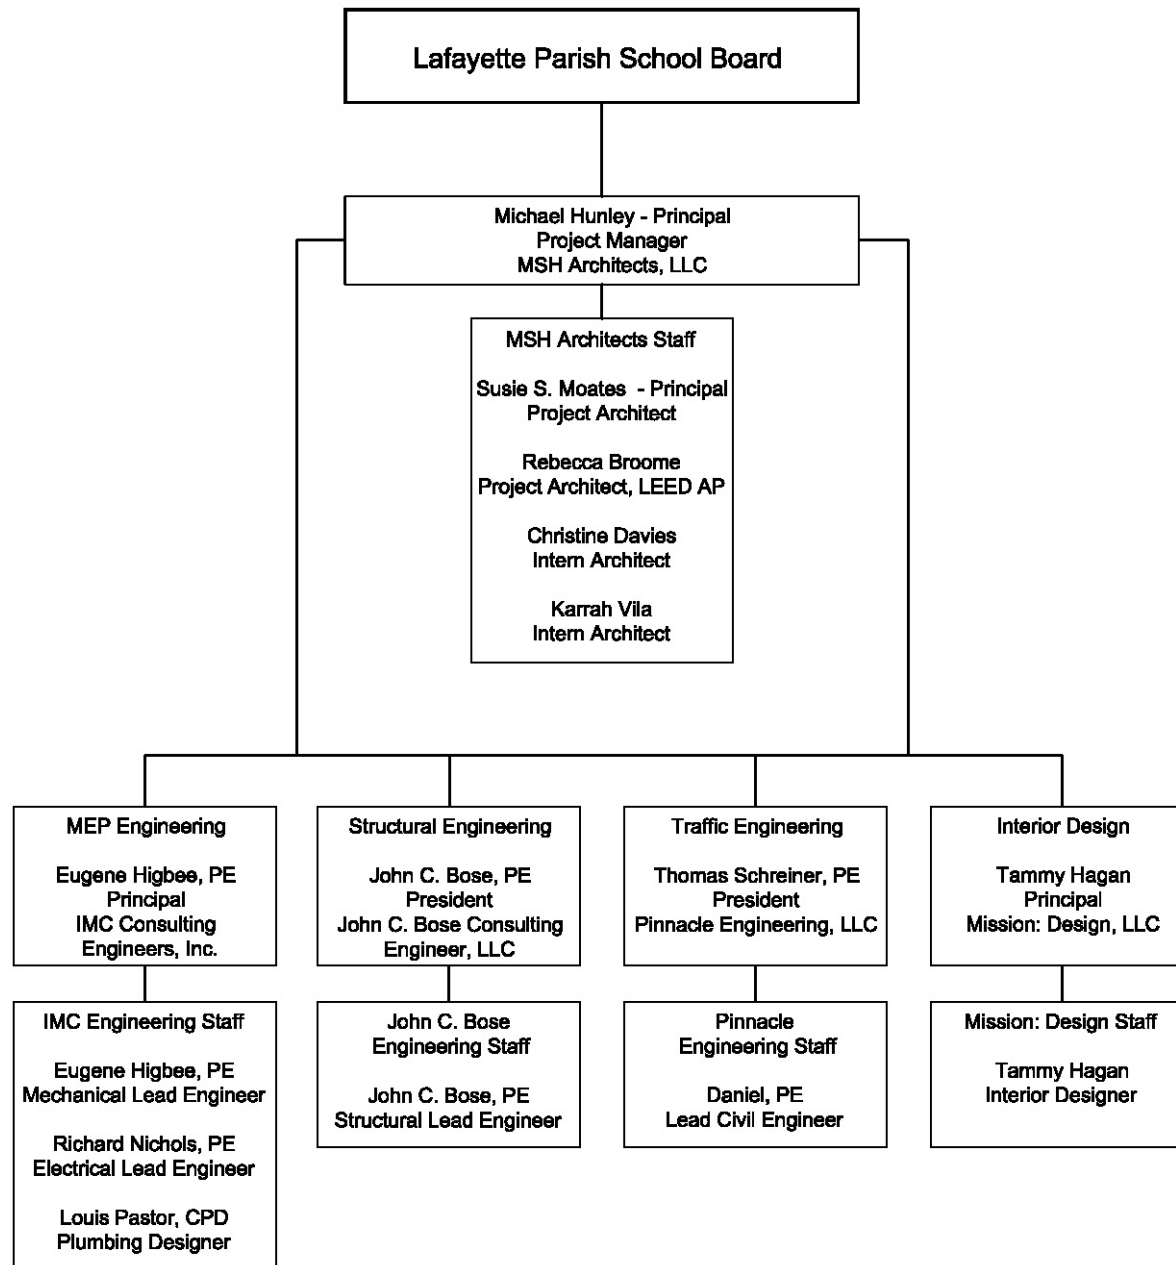 Lafayette Parish School Board
Michael Hunley - Principal
Project Manager
MSH Architects, LLC
MSH Architects Staff
Susie S. Moates - Principal
Project Architect
Rebecca Broome
Project Architect, LEED AP
Christine Davies
Intern Architect
Karrah Vila
Intern Architect
MEP Engineering
Eugene Higbee, PE
Principal
IMC Consulting
Engineers, Inc.
Structural Engineering
John C. Bose, PE
President
John C. Bose Consulting
Engineer, LLC
Traffic Engineering
Thomas Schreiner, PE
President
Pinnacle Engineering, LLC
Interior Design
Tammy Hagan
Principal
Mission: Design, LLC
IMC Engineering Staff
Eugene Higbee, PE
Mechanical Lead Engineer
Richard Nichols, PE
Electrical Lead Engineer
Louis Pastor, CPD
Plumbing Designer
John C. Bose
Engineering Staff
John C. Bose, PE
Structural Lead Engineer
Pinnacle
Engineering Staff
Daniel, PE
Lead Civil Engineer
Mission: Design Staff
Tammy Hagan
Interior Designer